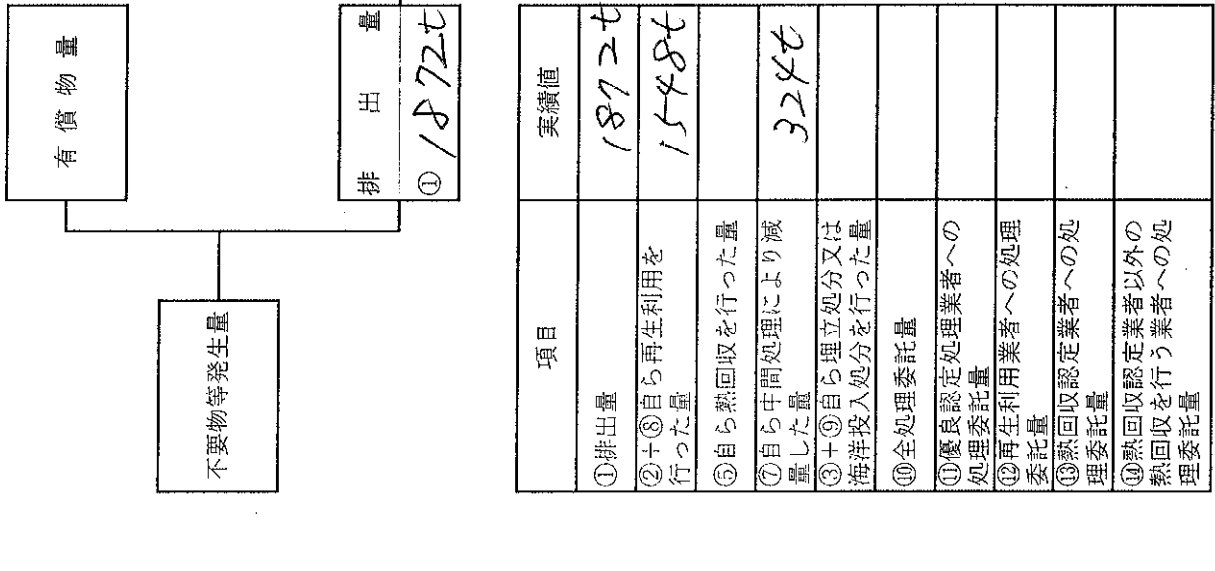 不要物等発生量
有償物量
排出量
① 1872t
項目
実績値
①排出量
1872t
②+⑧自ら再生利用を
行った量
1548t
⑤自ら熱回収を行った量
⑦自ら中間処理により減
量した量
324t
③+⑨自ら埋立処分又は
海洋投入処分を行った量
⑩全処理委託量
⑪優良認定処理業者への
処理委託量
⑫再生利用業者への処理
委託量
⑬熱回収認定業者への処
理委託量
⑭熱回収認定業者以外の
熱回収を行う業者への処
理委託量